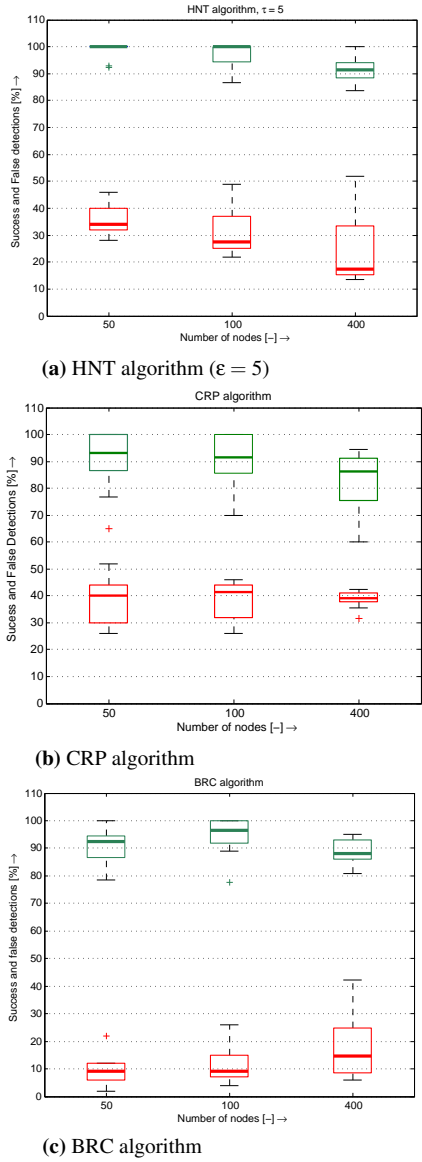 HNT algorithm, τ = 5
Success and False detections [%] →
110
100
90
80
70
60
50
40
30
20
10
0
50 100 400
Number of nodes [-] →
(a) HNT algorithm (ε = 5)
CRP algorithm
Sucess and False Detections [%] →
110
100
90
80
70
60
50
40
30
20
10
0
50 100 400
Number of nodes [-] →
(b) CRP algorithm
BRC algorithm
Success and false detections [%] →
110
100
90
80
70
60
50
40
30
20
10
0
50 100 400
Number of nodes [-] →
(c) BRC algorithm